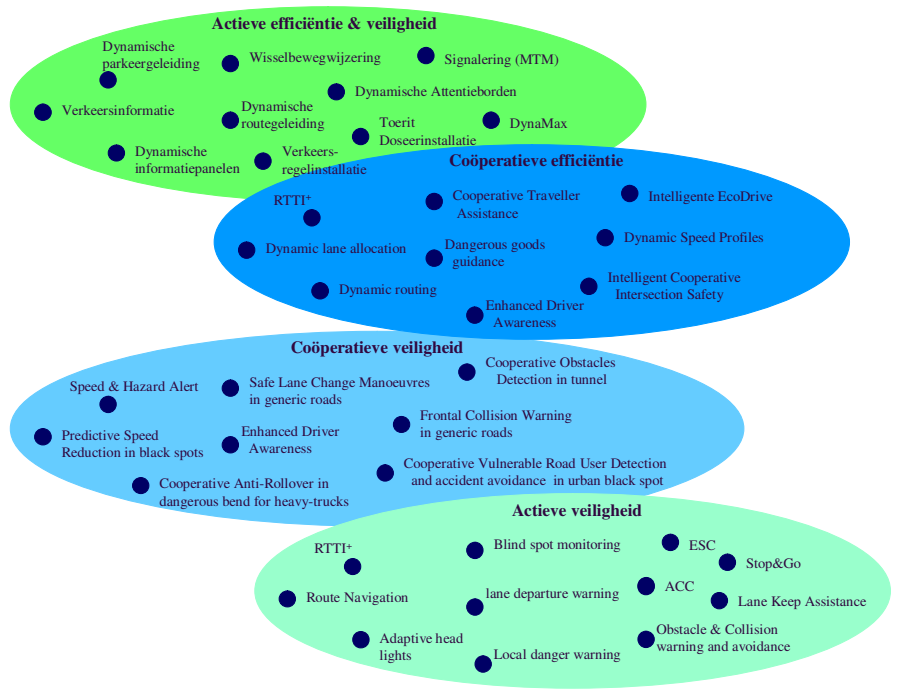 Actieve efficiëntie & veiligheid
Dynamische
parkeergeleiding
Wisselbewegwijzering
Signalering (MTM)
Dynamische Attentieborden
Verkeersinformatie
Dynamische
routegeleiding
Toerit
Doseerinstallatie
DynaMax
Dynamische
informatiepanelen
Verkeers-
regelinstallatie
Coöperatieve efficiëntie
RTTI+
Cooperative Traveller
Assistance
Intelligente EcoDrive
Dynamic lane allocation
Dangerous goods
guidance
Dynamic Speed Profiles
Dynamic routing
Intelligent Cooperative
Intersection Safety
Enhanced Driver
Awareness
Coöperatieve veiligheid
Speed & Hazard Alert
Safe Lane Change Manoeuvres
in generic roads
Cooperative Obstacles
Detection in tunnel
Predictive Speed
Reduction in black spots
Enhanced Driver
Awareness
Frontal Collision Warning
in generic roads
Cooperative Anti-Rollover in
dangerous bend for heavy-trucks
Cooperative Vulnerable Road User Detection
and accident avoidance in urban black spot
Actieve veiligheid
RTTI+
Blind spot monitoring
ESC
Stop&Go
Route Navigation
lane departure warning
ACC
Lane Keep Assistance
Adaptive head
lights
Local danger warning
Obstacle & Collision
warning and avoidance